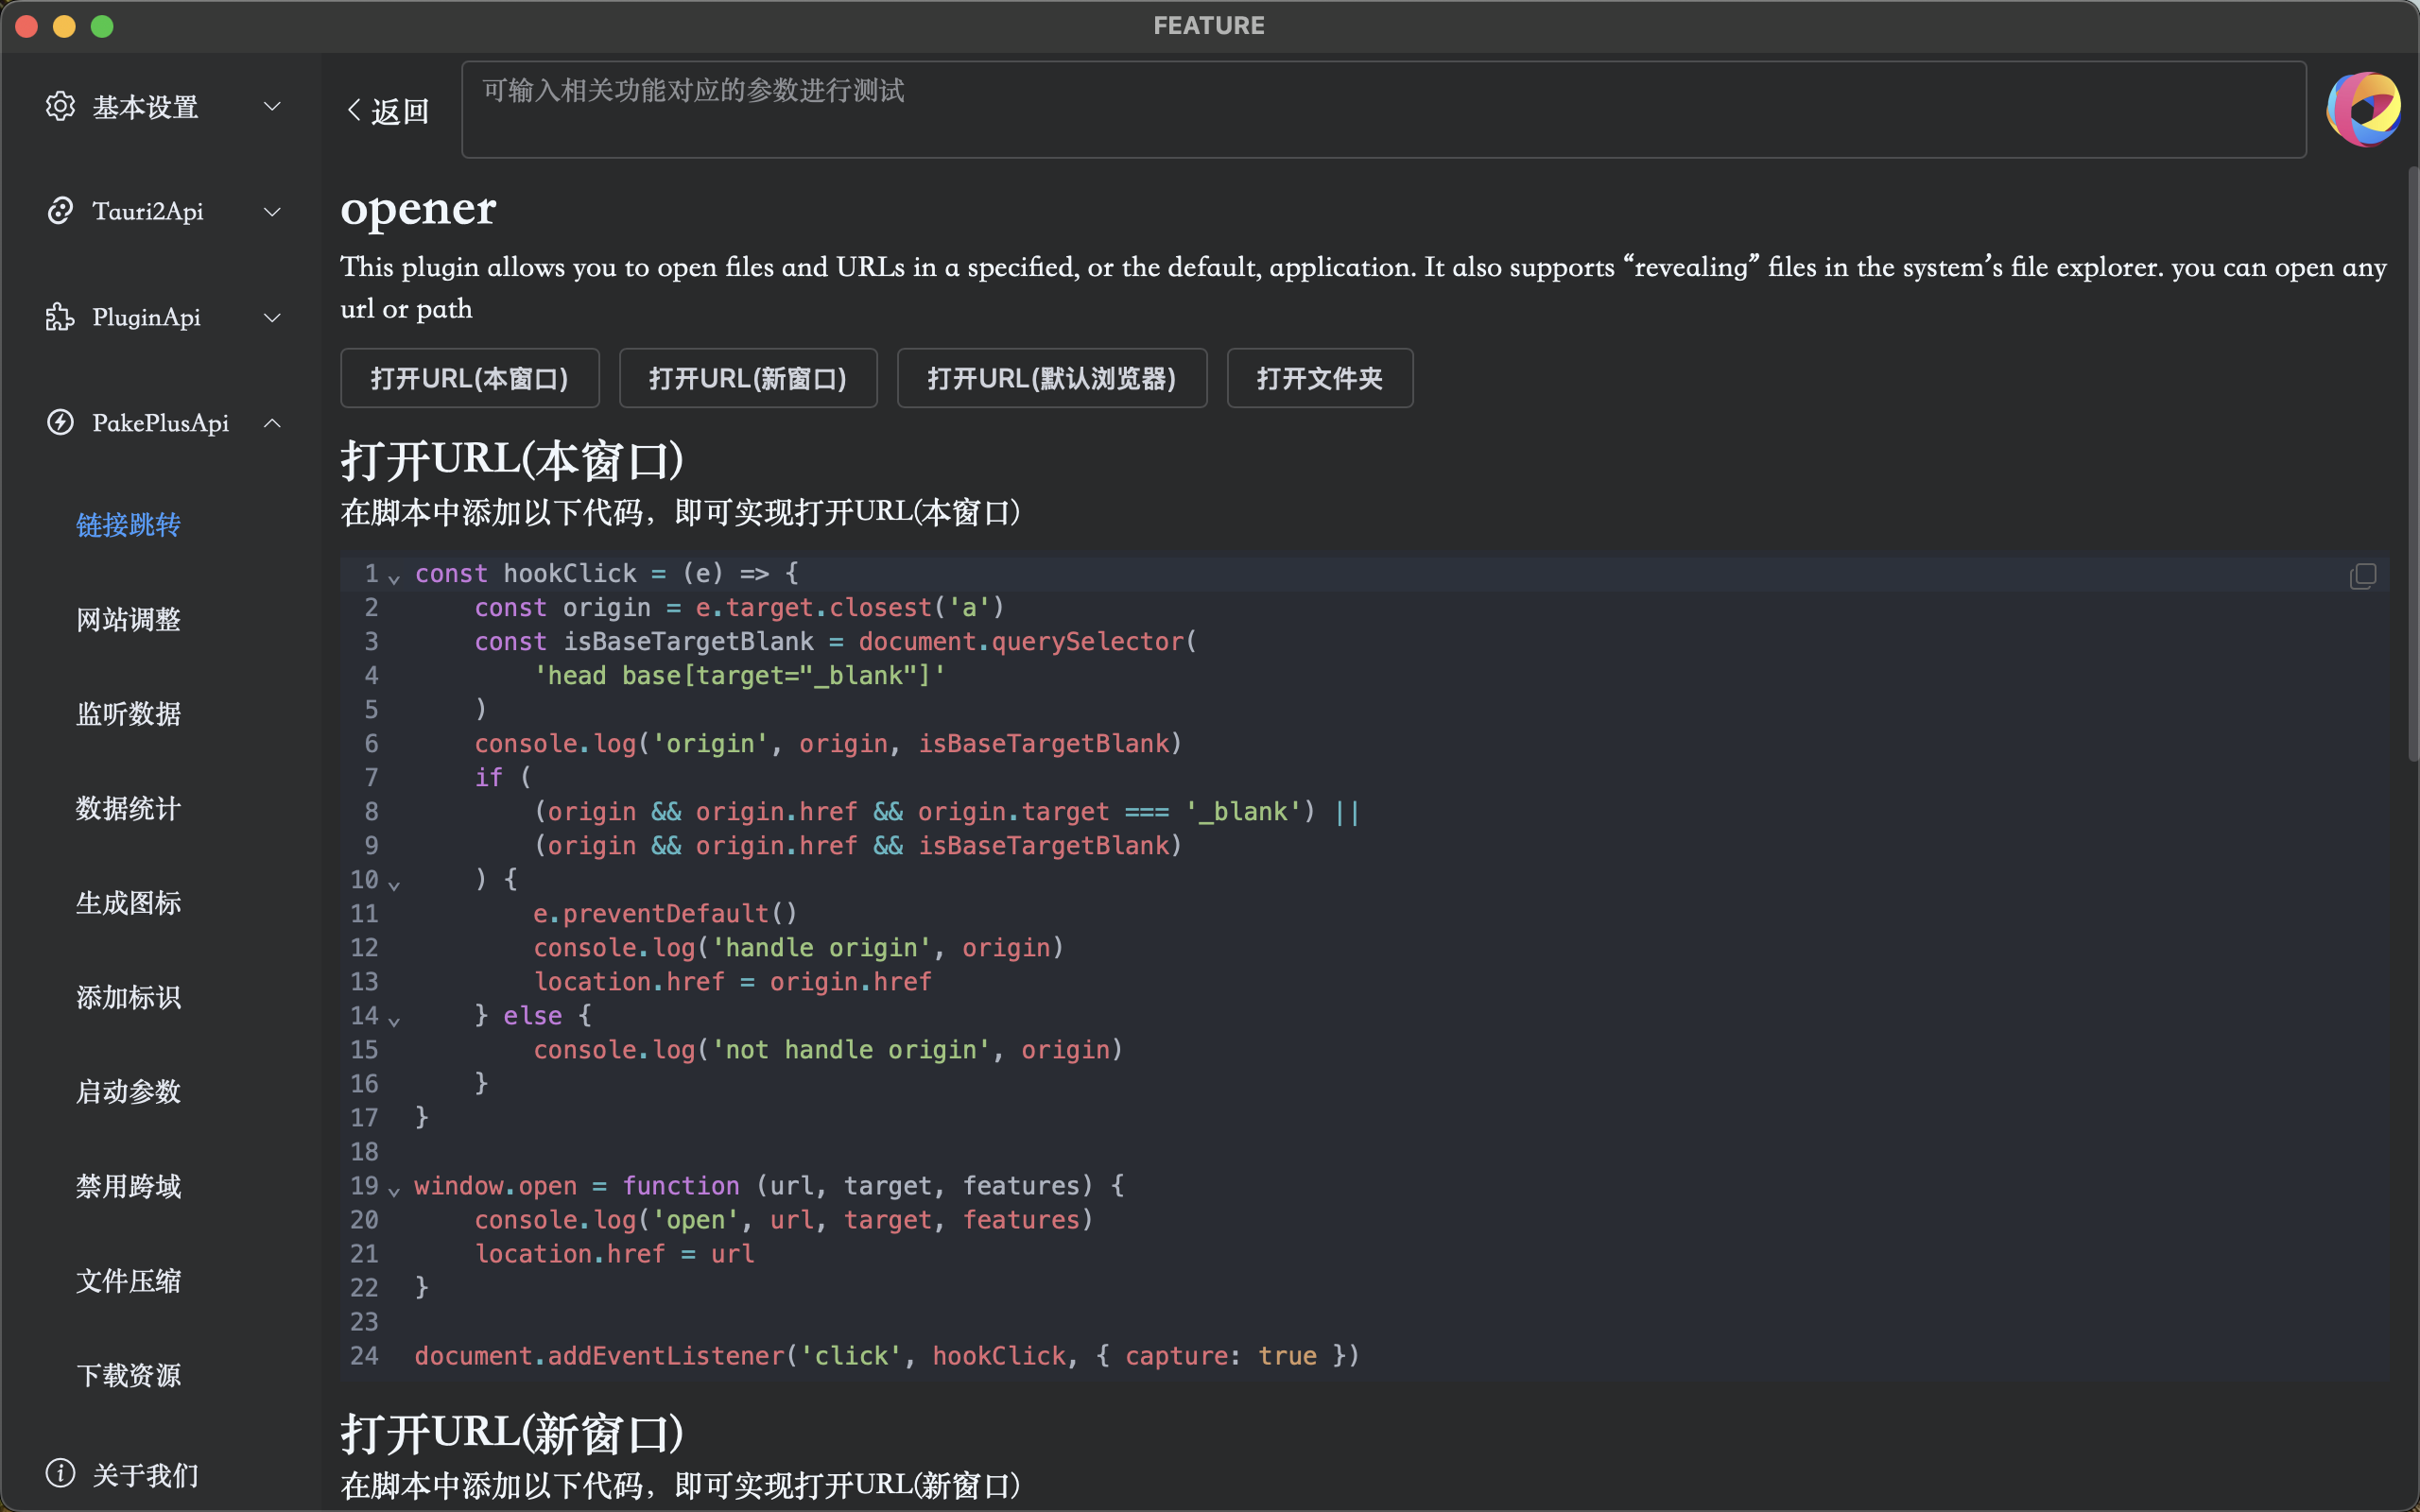 FEATURE
基本设置
Tauri2Api
PluginApi
PakePlusApi
链接跳转
网站调整
监听数据
数据统计
生成图标
添加标识
启动参数
禁用跨域
文件压缩
下载资源
关于我们
返回
可输入相关功能对应的参数进行测试
opener
This plugin allows you to open files and URLs in a specified, or the default, application. It also supports “revealing” files in the system’s file explorer. you can open any
url or path
打开URL(本窗口) 打开URL(新窗口) 打开URL(默认浏览器) 打开文件夹
打开URL(本窗口)
在脚本中添加以下代码，即可实现打开URL(本窗口)
1 const hookClick = (e) => {
2     const origin = e.target.closest('a')
3     const isBaseTargetBlank = document.querySelector(
4         'head base[target="_blank"]'
5     )
6     console.log('origin', origin, isBaseTargetBlank)
7     if (
8         (origin && origin.href && origin.target === '_blank') ||
9         (origin && origin.href && isBaseTargetBlank)
10     ) {
11         e.preventDefault()
12         console.log('handle origin', origin)
13         location.href = origin.href
14     } else {
15         console.log('not handle origin', origin)
16     }
17 }
18
19 window.open = function (url, target, features) {
20     console.log('open', url, target, features)
21     location.href = url
22 }
23
24 document.addEventListener('click', hookClick, { capture: true })
打开URL(新窗口)
在脚本中添加以下代码，即可实现打开URL(新窗口)